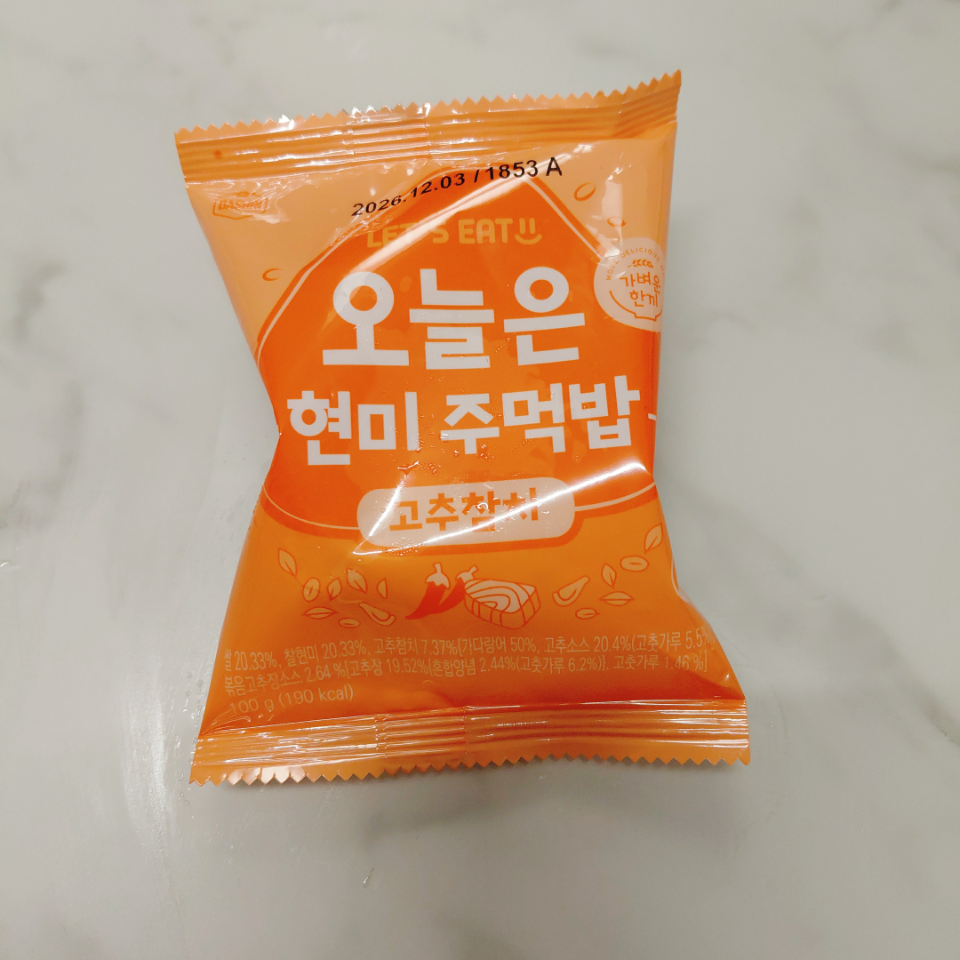 2026.12.03 / 1853 A
LET'S EAT
오늘은
가벼운
한끼
현미 주먹밥
고추참치
20.33%, 찰현미 20.33%, 고추참치 7.37%[가다랑어 50%, 고추소스 20.4%(고춧가루 5.5%
볶음고추장소스 2.64 %[고추장 19.52%{혼합양념 2.44%(고춧가루 6.2%)}, 고춧가루 1.46 %]
100 g (190 kcal)